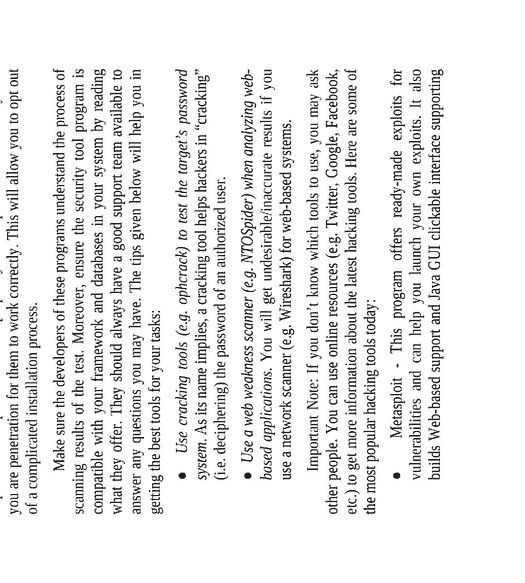 you are penetration for them to work correctly. This will allow you to opt out
of a complicated installation process.
Make sure the developers of these programs understand the process of
scanning results of the test. Moreover, ensure the security tool program is
compatible with your framework and databases in your system by reading
what they offer. They should always have a good support team available to
answer any questions you may have. The tips given below will help you in
getting the best tools for your tasks:
● Use cracking tools (e.g. ophcrack) to test the target's password
system. As its name implies, a cracking tool helps hackers in “cracking”
(i.e. deciphering) the password of an authorized user.
● Use a web weakness scanner (e.g. NTOSpider) when analyzing web-
based applications. You will get undesirable/inaccurate results if you
use a network scanner (e.g. Wireshark) for web-based systems.
Important Note: If you don't know which tools to use, you may ask
other people. You can use online resources (e.g. Twitter, Google, Facebook,
etc.) to get more information about the latest hacking tools. Here are some of
the most popular hacking tools today:
● Metasploit - This program offers ready-made exploits for
vulnerabilities and can help you launch your own exploits. It also
builds Web-based support and Java GUI clickable interface supporting